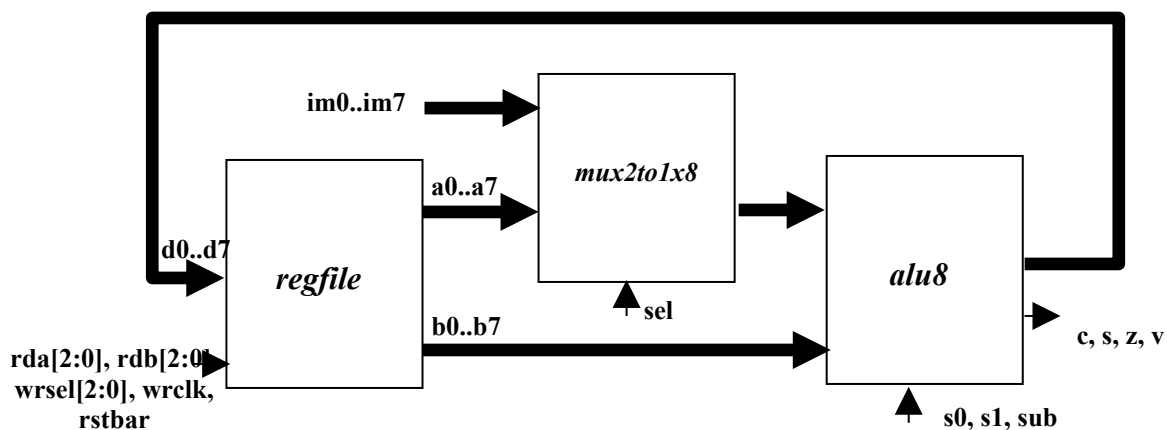 im0..im7
mux2to1x8
a0..a7
d0..d7
regfile
alu8
sel
b0..b7
c, s, z, v
rda[2:0], rdb[2:0]
wrsel[2:0], wrclk,
rstbar
s0, s1, sub